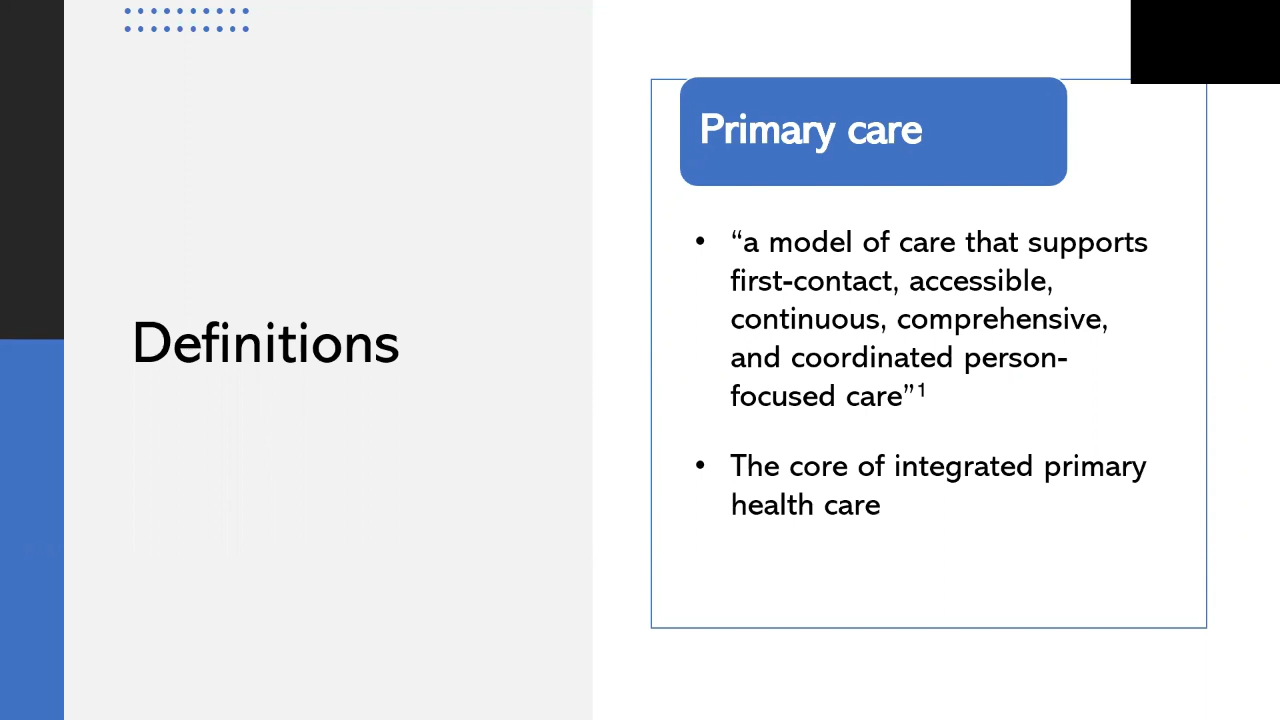 Definitions
Primary care
• “a model of care that supports
first-contact, accessible,
continuous, comprehensive,
and coordinated person-
focused care”¹
• The core of integrated primary
health care